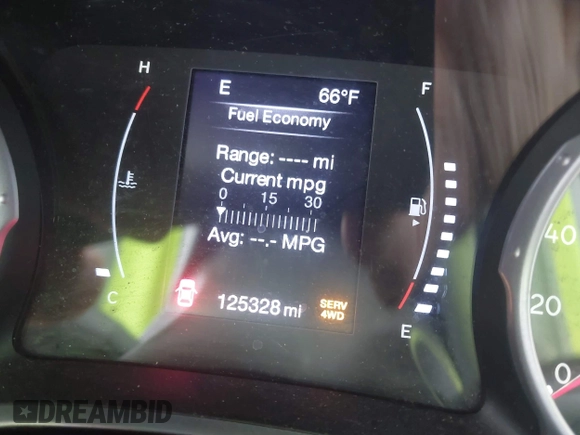 H
E 66°F F
Fuel Economy
Range: ---- mi
Current mpg
0 15 30
Avg: --.- MPG
C
125328 mi
SERV
4WD
E
40
20
0
DREAMBID